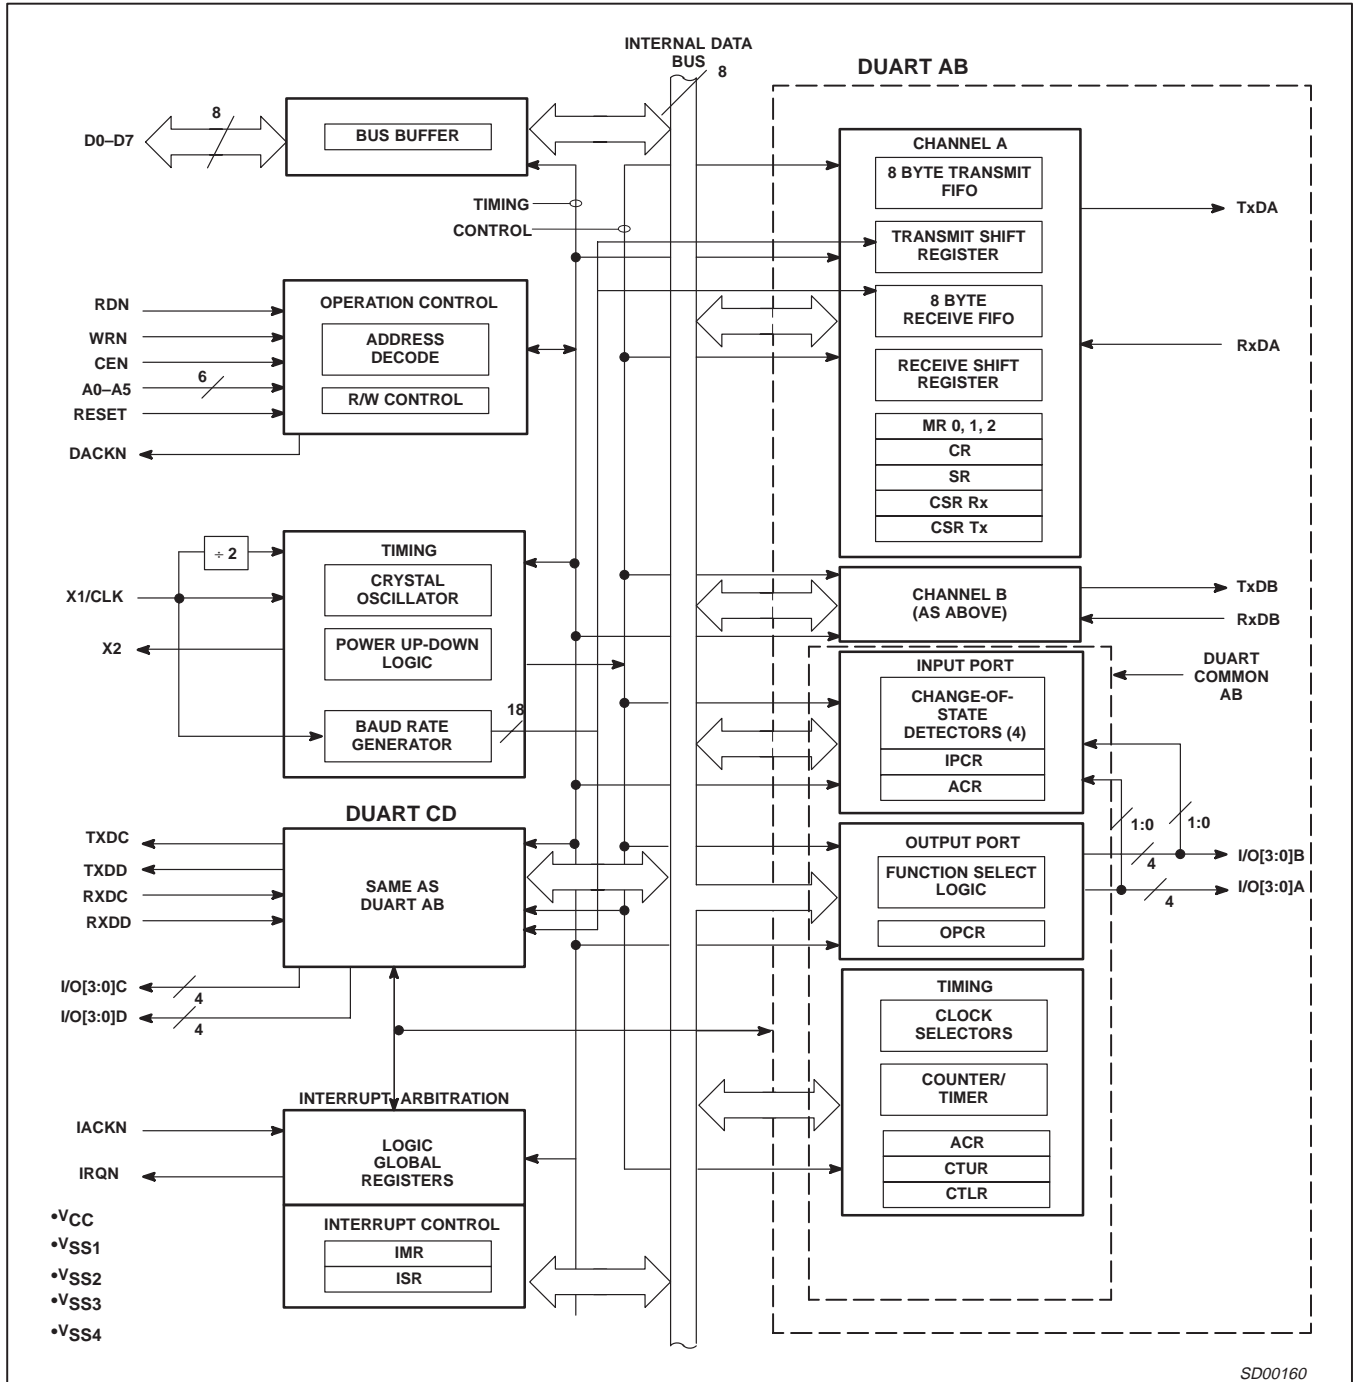 INTERNAL DATA
BUS
8
DUART AB
D0–D7
8
BUS BUFFER
TIMING
CONTROL
CHANNEL A
8 BYTE TRANSMIT
FIFO
TRANSMIT SHIFT
REGISTER
8 BYTE
RECEIVE FIFO
RECEIVE SHIFT
REGISTER
MR 0, 1, 2
CR
SR
CSR Rx
CSR Tx
TxDA
RxDA
RDN
WRN
CEN
A0–A5
6
RESET
DACKN
OPERATION CONTROL
ADDRESS
DECODE
R/W CONTROL
÷ 2
X1/CLK
X2
TIMING
CRYSTAL
OSCILLATOR
POWER UP-DOWN
LOGIC
BAUD RATE
GENERATOR
18
CHANNEL B
(AS ABOVE)
TxDB
RxDB
DUART
COMMON
AB
INPUT PORT
CHANGE-OF-
STATE
DETECTORS (4)
IPCR
ACR
1:0
1:0
DUART CD
TXDC
TXDD
RXDC
RXDD
SAME AS
DUART AB
I/O[3:0]C
4
I/O[3:0]D
4
OUTPUT PORT
FUNCTION SELECT
LOGIC
OPCR
4
I/O[3:0]B
4
I/O[3:0]A
TIMING
CLOCK
SELECTORS
COUNTER/
TIMER
ACR
CTUR
CTLR
INTERRUPT ARBITRATION
IACKN
IRQN
LOGIC
GLOBAL
REGISTERS
INTERRUPT CONTROL
IMR
ISR
•VCC
•VSS1
•VSS2
•VSS3
•VSS4
SD00160